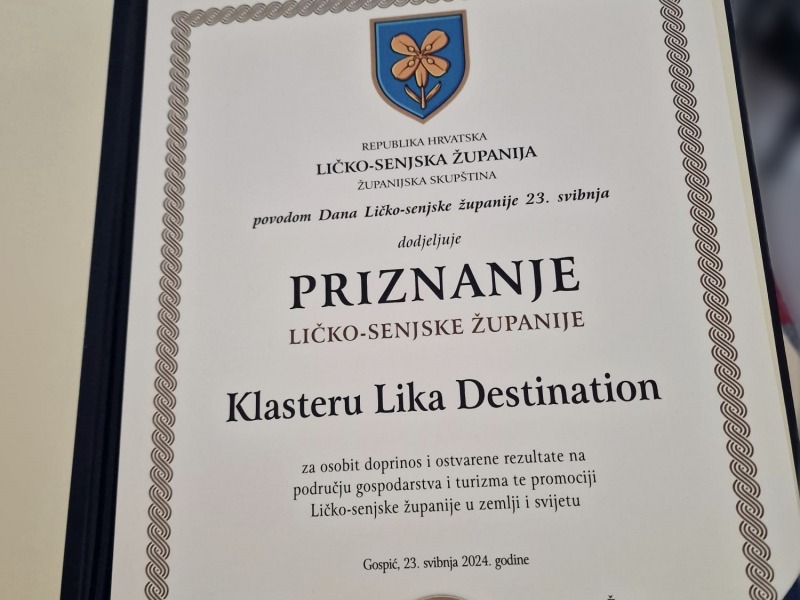 REPUBLIKA HRVATSKA
LIČKO-SENJSKA ŽUPANIJA
ŽUPANIJSKA SKUPŠTINA
povodom Dana Ličko-senjske županije 23. svibnja
dodjeljuje
PRIZNANJE
LIČKO-SENJSKE ŽUPANIJE
Klasteru Lika Destination
za osobit doprinos i ostvarene rezultate na
području gospodarstva i turizma te promociji
Ličko-senjske županije u zemlji i svijetu
Gospić, 23. svibnja 2024. godine